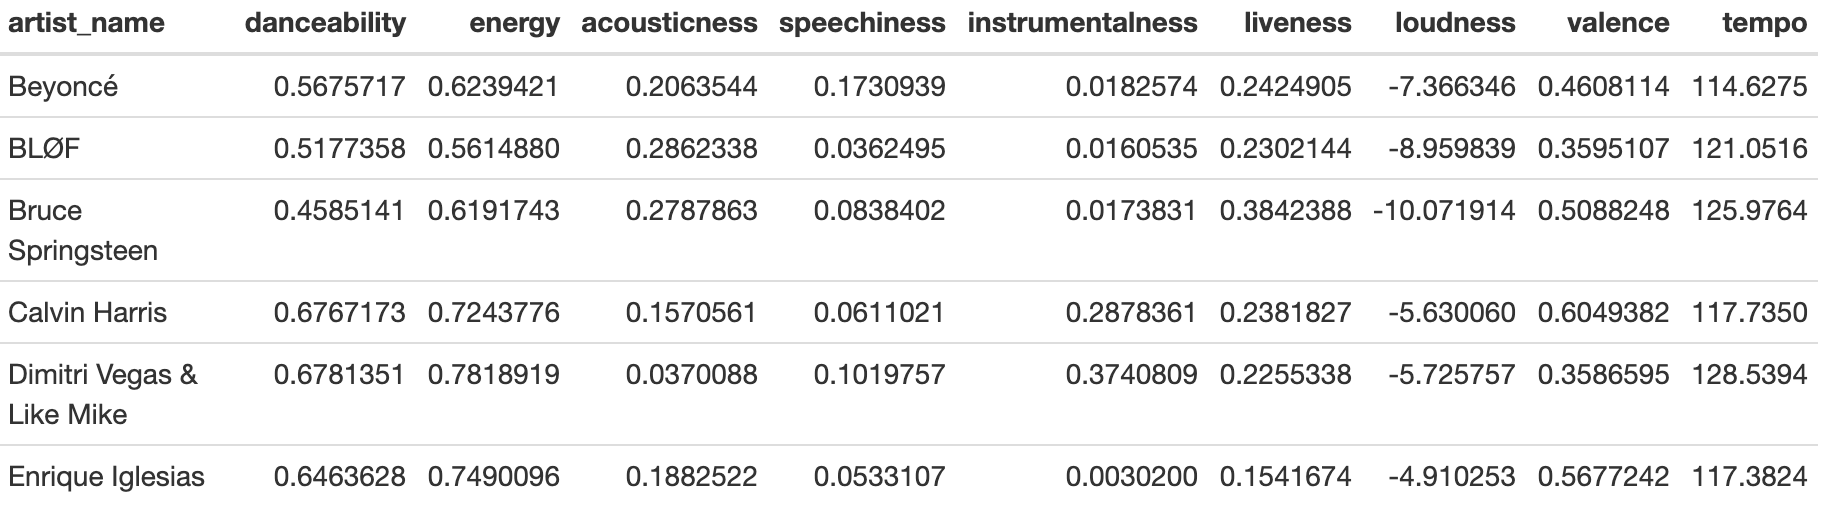 artist_name danceability energy acousticness speechiness instrumentalness liveness loudness valence tempo
Beyoncé 0.5675717 0.6239421 0.2063544 0.1730939 0.0182574 0.2424905 -7.366346 0.4608114 114.6275
BLØF 0.5177358 0.5614880 0.2862338 0.0362495 0.0160535 0.2302144 -8.959839 0.3595107 121.0516
Bruce 0.4585141 0.6191743 0.2787863 0.0838402 0.0173831 0.3842388 -10.071914 0.5088248 125.9764
Springsteen
Calvin Harris 0.6767173 0.7243776 0.1570561 0.0611021 0.2878361 0.2381827 -5.630060 0.6049382 117.7350
Dimitri Vegas & 0.6781351 0.7818919 0.0370088 0.1019757 0.3740809 0.2255338 -5.725757 0.3586595 128.5394
Like Mike
Enrique Iglesias 0.6463628 0.7490096 0.1882522 0.0533107 0.0030200 0.1541674 -4.910253 0.5677242 117.3824